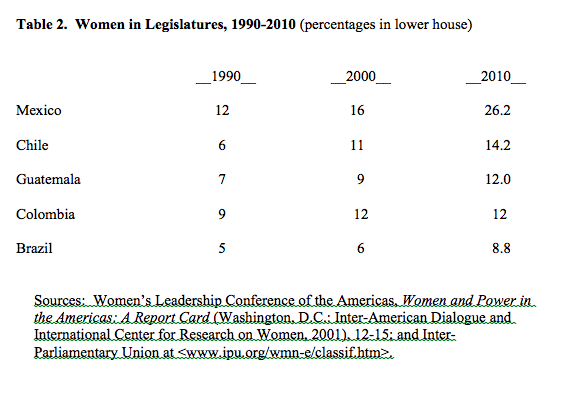 Table 2.  Women in Legislatures, 1990-2010 (percentages in lower house)
__1990__ __2000__ __2010__
Mexico 12 16 26.2
Chile 6 11 14.2
Guatemala 7 9 12.0
Colombia 9 12 12
Brazil 5 6 8.8
Sources:  Women's Leadership Conference of the Americas, Women and Power in
the Americas: A Report Card (Washington, D.C.: Inter-American Dialogue and
International Center for Research on Women, 2001), 12-15; and Inter-
Parliamentary Union at <www.ipu.org/wmn-e/classif.htm>.